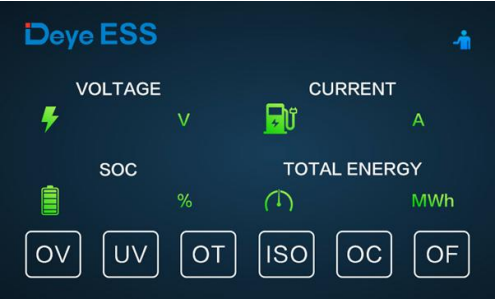 Deye ESS
VOLTAGE
V
CURRENT
A
SOC
%
TOTAL ENERGY
MWh
OV UV OT ISO OC OF